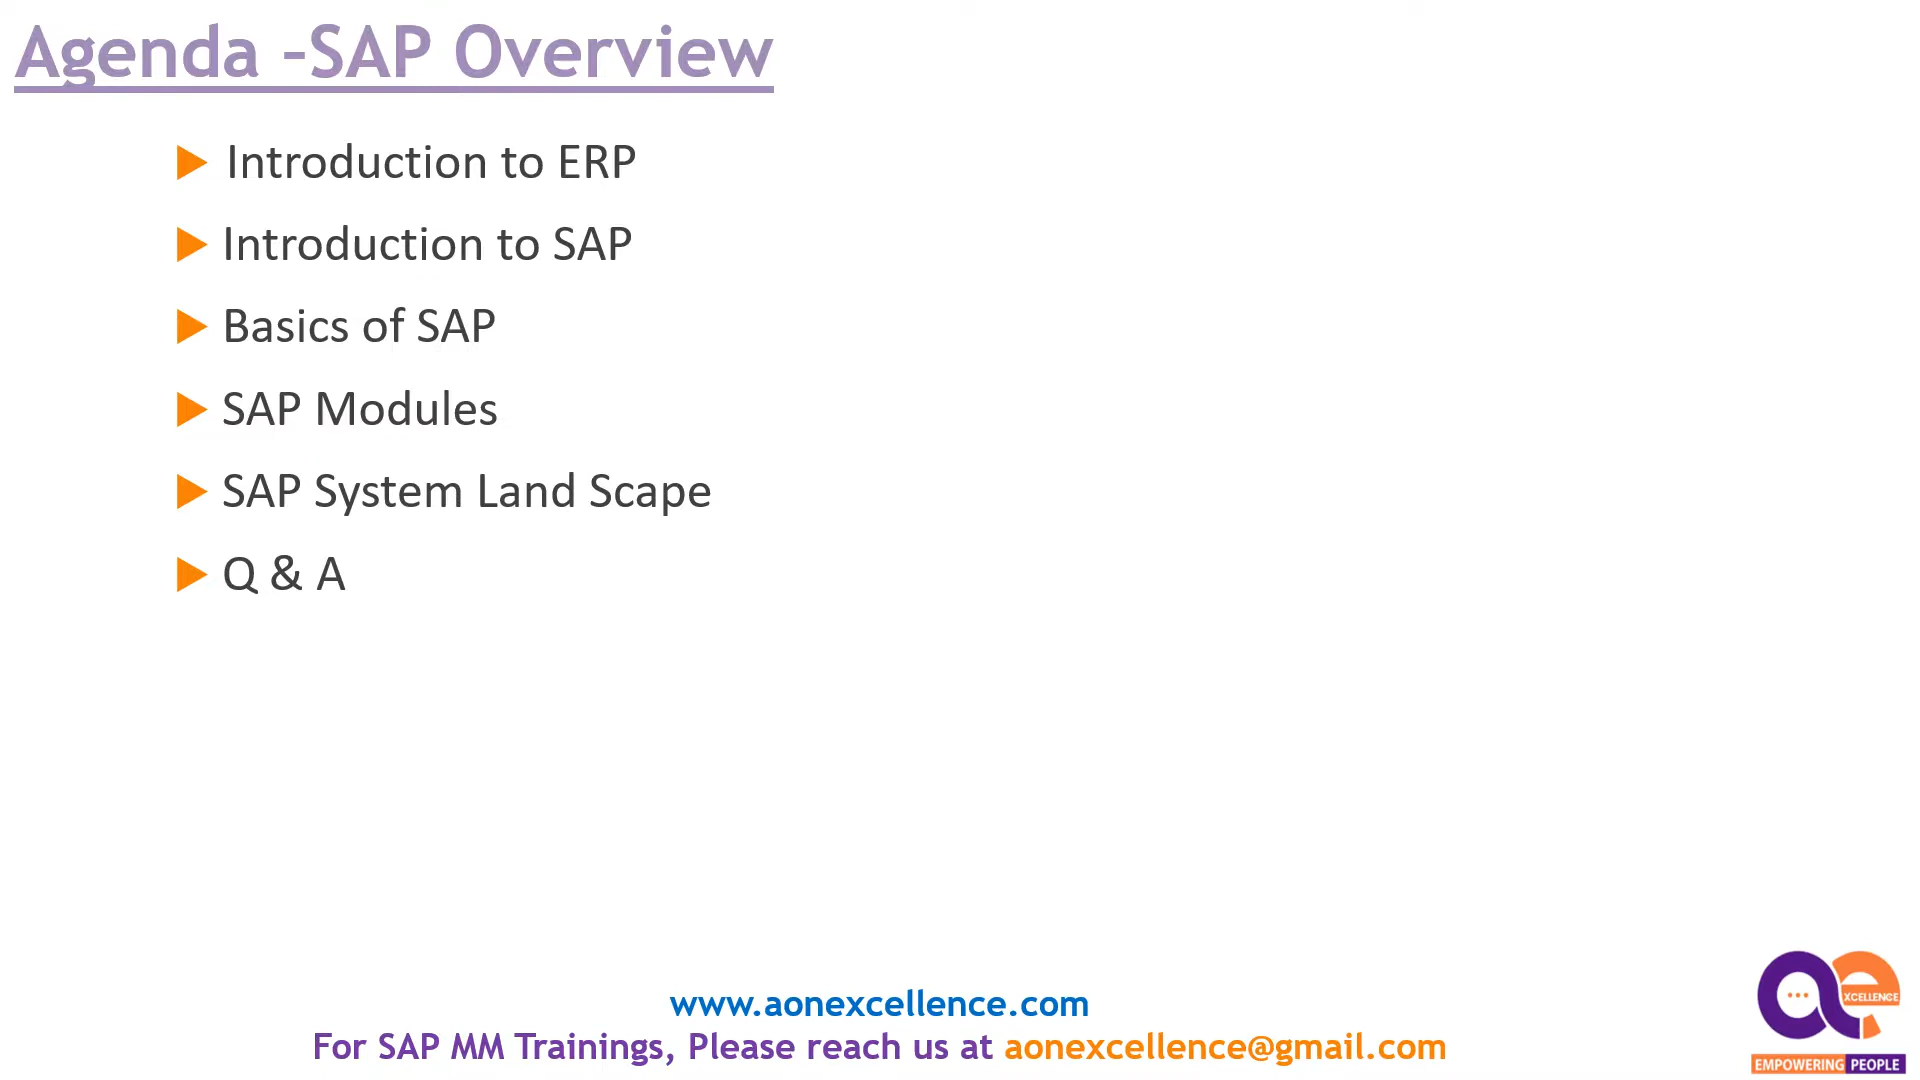 Agenda –SAP Overview
Introduction to ERP
Introduction to SAP
Basics of SAP
SAP Modules
SAP System Land Scape
Q & A
www.aonexcellence.com
For SAP MM Trainings, Please reach us at aonexcellence@gmail.com
ae
XCELLENCE
EMPOWERING PEOPLE